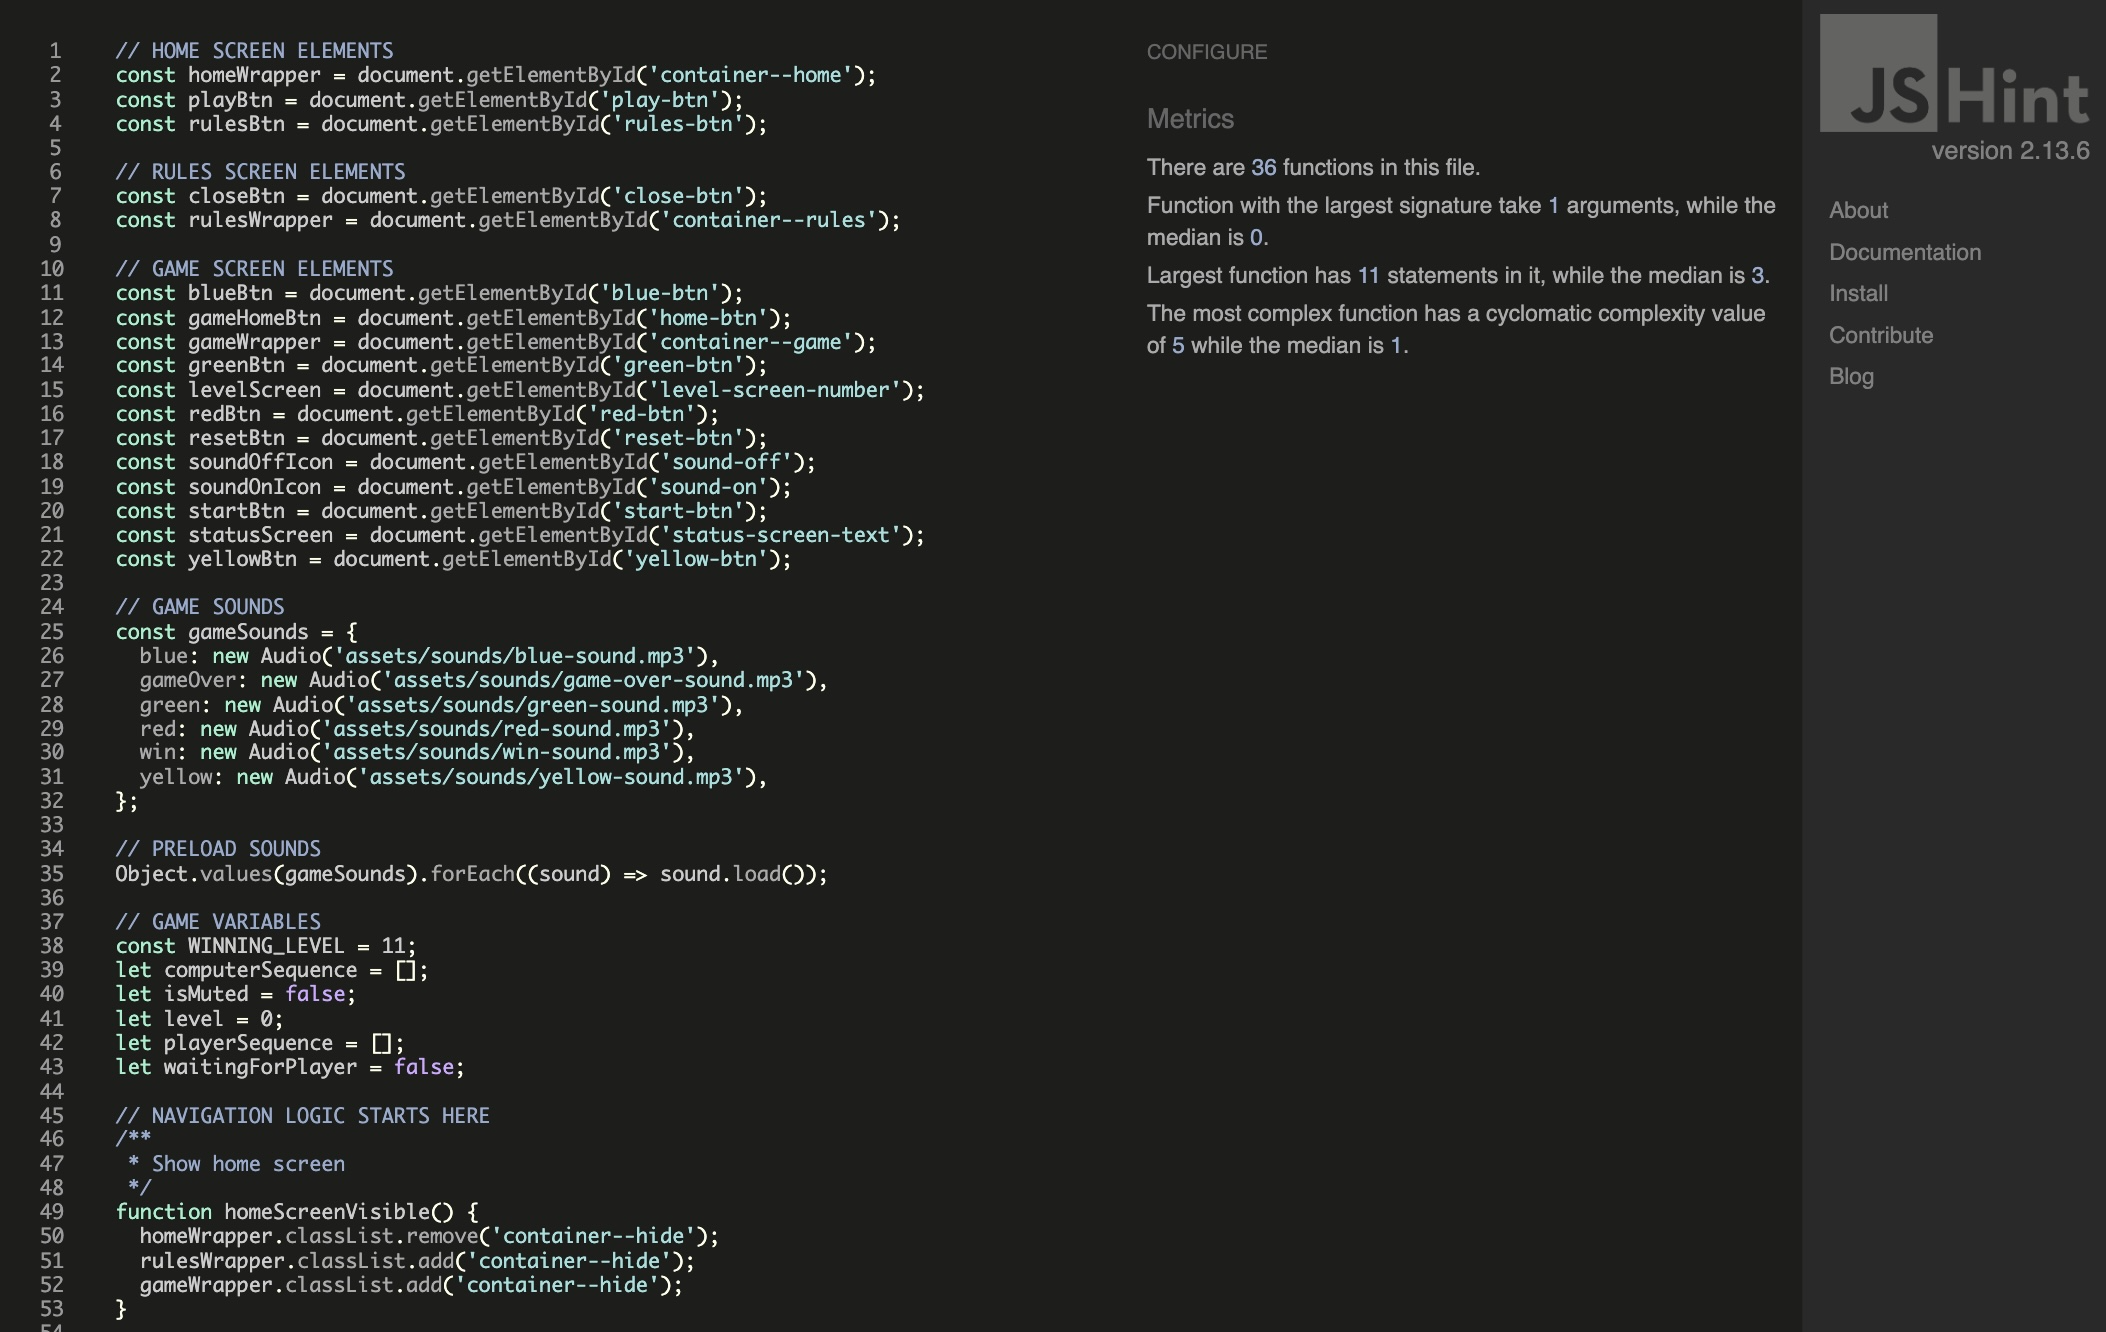 1 // HOME SCREEN ELEMENTS
2 const homeWrapper = document.getElementById('container--home');
3 const playBtn = document.getElementById('play-btn');
4 const rulesBtn = document.getElementById('rules-btn');
5
6 // RULES SCREEN ELEMENTS
7 const closeBtn = document.getElementById('close-btn');
8 const rulesWrapper = document.getElementById('container--rules');
9
10 // GAME SCREEN ELEMENTS
11 const blueBtn = document.getElementById('blue-btn');
12 const gameHomeBtn = document.getElementById('home-btn');
13 const gameWrapper = document.getElementById('container--game');
14 const greenBtn = document.getElementById('green-btn');
15 const levelScreen = document.getElementById('level-screen-number');
16 const redBtn = document.getElementById('red-btn');
17 const resetBtn = document.getElementById('reset-btn');
18 const soundOffIcon = document.getElementById('sound-off');
19 const soundOnIcon = document.getElementById('sound-on');
20 const startBtn = document.getElementById('start-btn');
21 const statusScreen = document.getElementById('status-screen-text');
22 const yellowBtn = document.getElementById('yellow-btn');
23
24 // GAME SOUNDS
25 const gameSounds = {
26   blue: new Audio('assets/sounds/blue-sound.mp3'),
27   gameOver: new Audio('assets/sounds/game-over-sound.mp3'),
28   green: new Audio('assets/sounds/green-sound.mp3'),
29   red: new Audio('assets/sounds/red-sound.mp3'),
30   win: new Audio('assets/sounds/win-sound.mp3'),
31   yellow: new Audio('assets/sounds/yellow-sound.mp3'),
32 };
33
34 // PRELOAD SOUNDS
35 Object.values(gameSounds).forEach((sound) => sound.load());
36
37 // GAME VARIABLES
38 const WINNING_LEVEL = 11;
39 let computerSequence = [];
40 let isMuted = false;
41 let level = 0;
42 let playerSequence = [];
43 let waitingForPlayer = false;
44
45 // NAVIGATION LOGIC STARTS HERE
46 /**
47  * Show home screen
48  */
49 function homeScreenVisible() {
50   homeWrapper.classList.remove('container--hide');
51   rulesWrapper.classList.add('container--hide');
52   gameWrapper.classList.add('container--hide');
53 }
54
CONFIGURE
Metrics
There are 36 functions in this file.
Function with the largest signature take 1 arguments, while the
median is 0.
Largest function has 11 statements in it, while the median is 3.
The most complex function has a cyclomatic complexity value
of 5 while the median is 1.
JSHint
version 2.13.6
About
Documentation
Install
Contribute
Blog